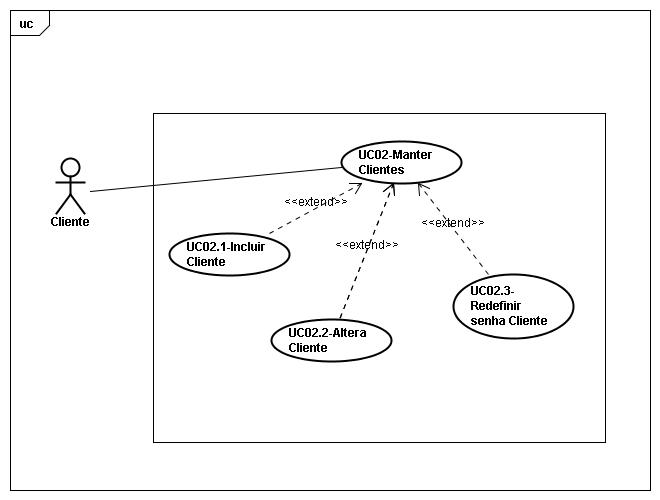 uc
UC02-Manter
Clientes
Cliente
<<extend>>
<<extend>>
<<extend>>
UC02.1-Incluir
Cliente
UC02.3-
Redefinir
senha Cliente
UC02.2-Altera
Cliente